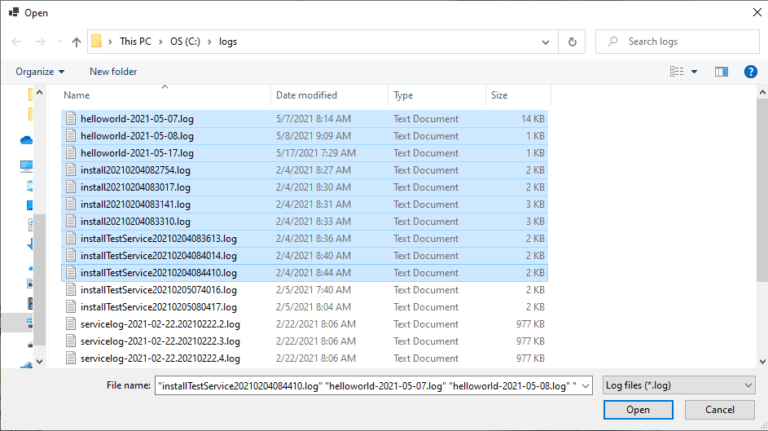 Open
This PC > OS (C:) > logs
Search logs
Organize New folder
Name Date modified Type Size
helloworld-2021-05-07.log 5/7/2021 8:14 AM Text Document 14 KB
helloworld-2021-05-08.log 5/8/2021 9:09 AM Text Document 1 KB
helloworld-2021-05-17.log 5/17/2021 7:29 AM Text Document 1 KB
install20210204082754.log 2/4/2021 8:27 AM Text Document 2 KB
install20210204083017.log 2/4/2021 8:30 AM Text Document 2 KB
install20210204083141.log 2/4/2021 8:31 AM Text Document 3 KB
install20210204083310.log 2/4/2021 8:33 AM Text Document 3 KB
installTestService20210204083613.log 2/4/2021 8:36 AM Text Document 2 KB
installTestService20210204084014.log 2/4/2021 8:40 AM Text Document 2 KB
installTestService20210204084410.log 2/4/2021 8:44 AM Text Document 2 KB
installTestService20210205074016.log 2/5/2021 7:40 AM Text Document 2 KB
installTestService20210205080417.log 2/5/2021 8:04 AM Text Document 2 KB
servicelog-2021-02-22.20210222.2.log 2/22/2021 8:06 AM Text Document 977 KB
servicelog-2021-02-22.20210222.3.log 2/22/2021 8:06 AM Text Document 977 KB
servicelog-2021-02-22.20210222.4.log 2/22/2021 8:06 AM Text Document 977 KB
File name: "installTestService20210204084410.log" "helloworld-2021-05-07.log" "helloworld-2021-05-08.log" " Log files (*.log)
Open Cancel